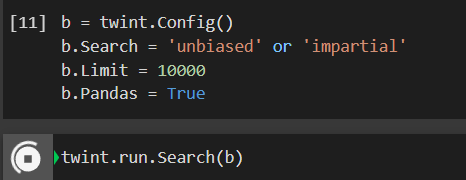 [11] b = twint.Config()
b.Search = 'unbiased' or 'impartial'
b.Limit = 10000
b.Pandas = True
twint.run.Search(b)